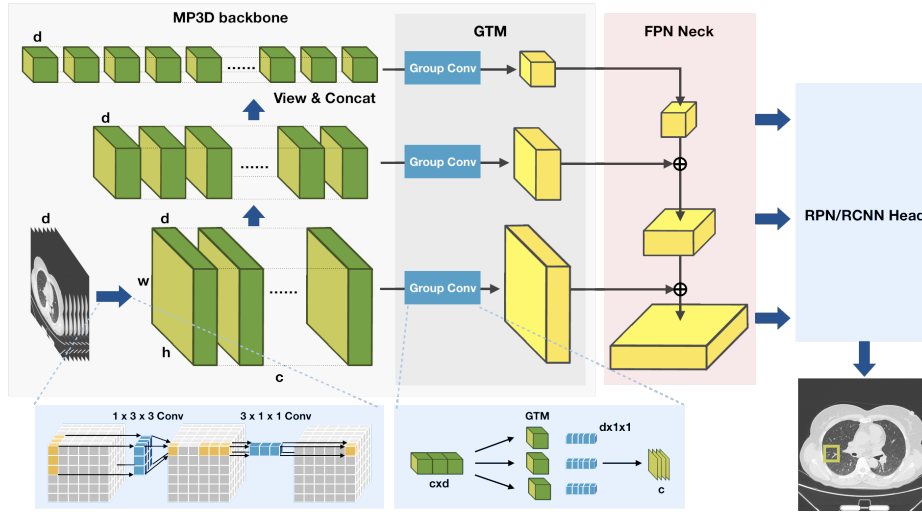 MP3D backbone
GTM
FPN Neck
d
......
Group Conv
View & Concat
d
......
Group Conv
RPN/RCNN Head
d
d
w
......
Group Conv
h
c
1 x 3 x 3 Conv
3 x 1 x 1 Conv
GTM
dx1x1
cxd
c